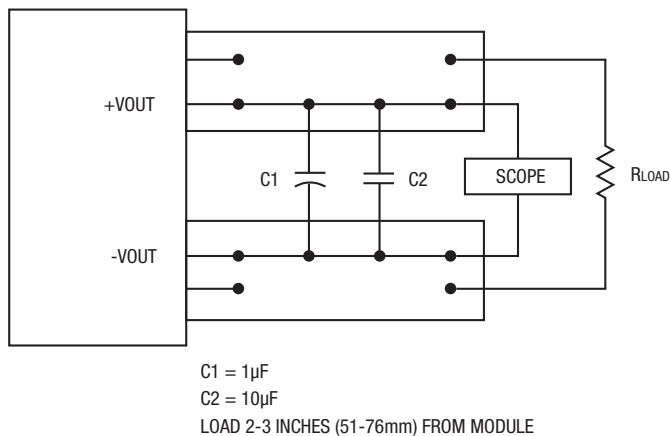 +VOUT
C1
C2
SCOPE
RLOAD
-VOUT
C1 = 1µF
C2 = 10µF
LOAD 2-3 INCHES (51-76mm) FROM MODULE